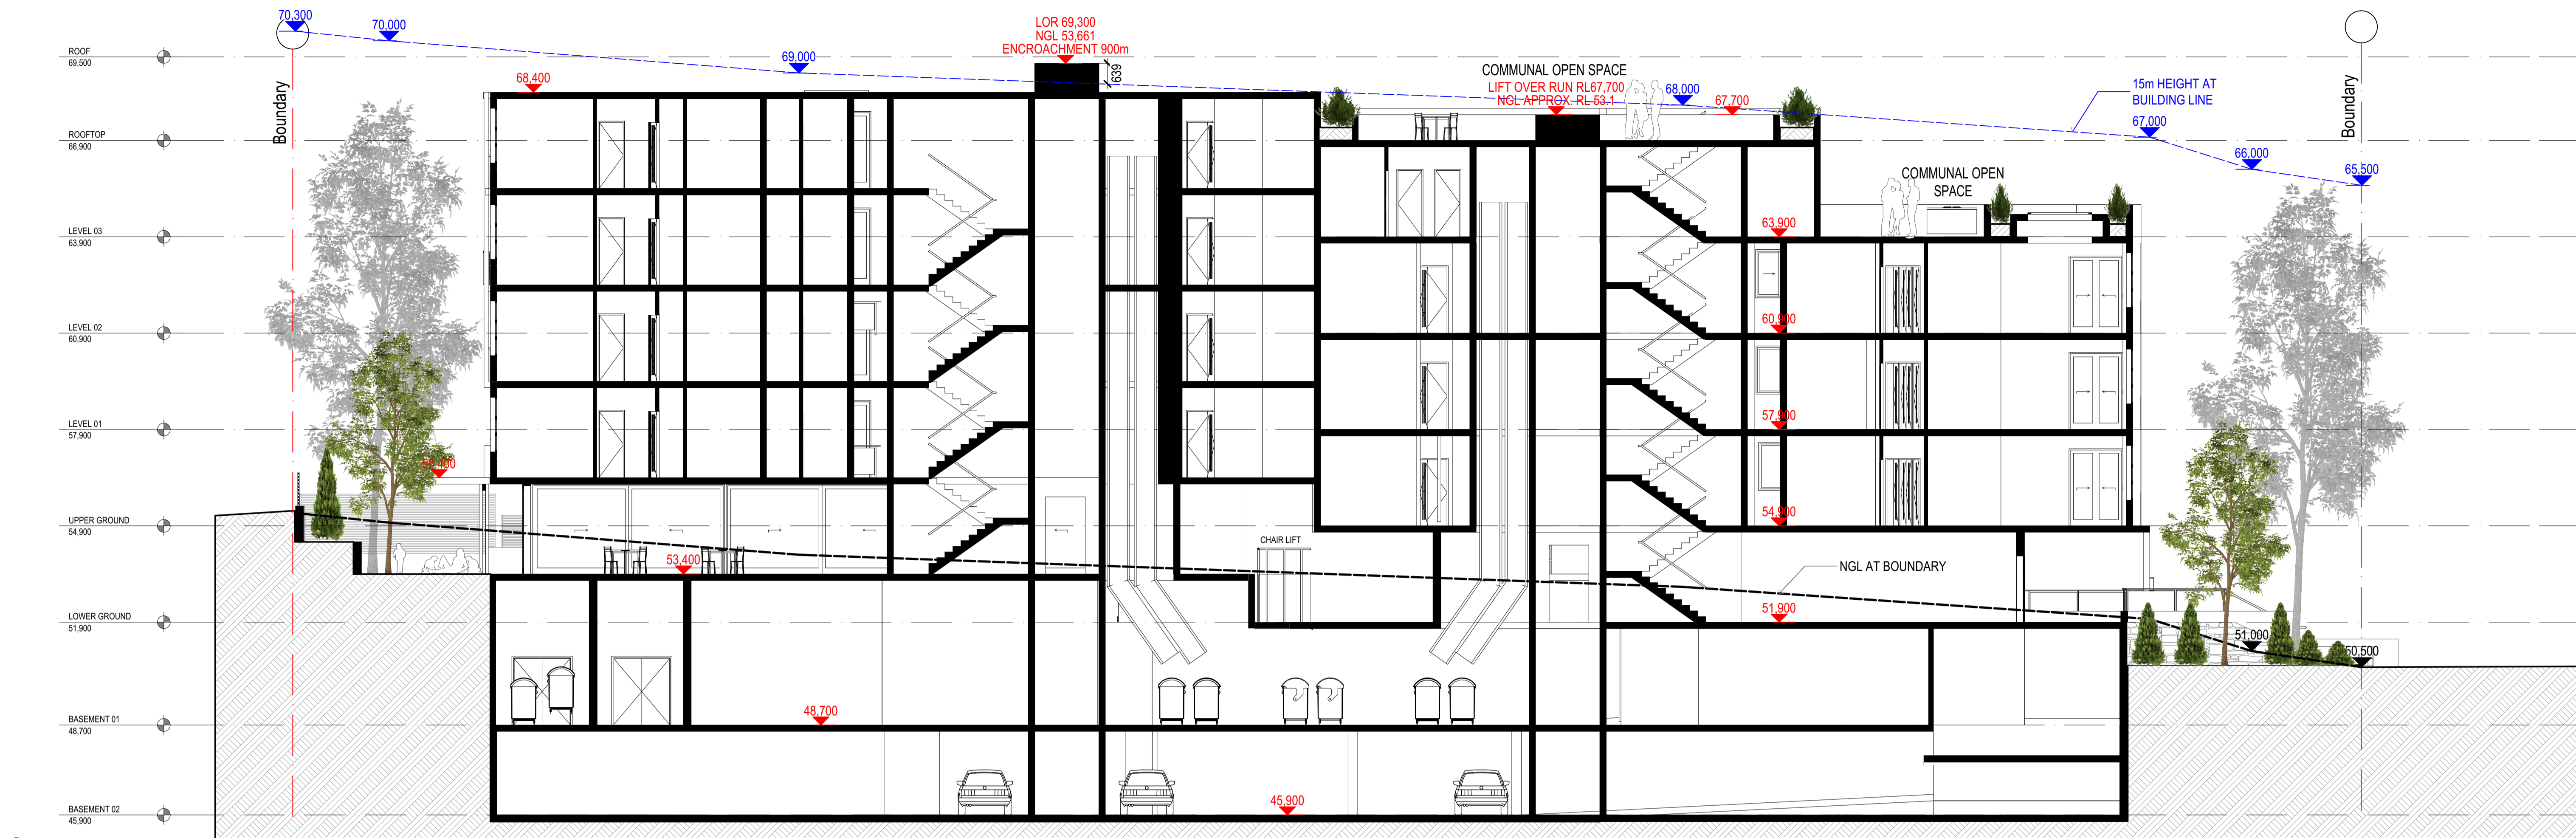 70,300
70,000
69,000
LOR 69,300
NGL 53,661
ENCROACHMENT 900m
639
68,400
COMMUNAL OPEN SPACE
LIFT OVER RUN RL67,700
NGL APPROX. RL 53.1
68,000
67,700
15m HEIGHT AT
BUILDING LINE
67,000
66,000
65,500
Boundary
Boundary
COMMUNAL OPEN
SPACE
ROOF
69,500
ROOFTOP
66,900
LEVEL 03
63,900
63,900
LEVEL 02
60,900
60,900
LEVEL 01
57,900
57,900
56,400
UPPER GROUND
54,900
54,900
CHAIR LIFT
53,400
NGL AT BOUNDARY
LOWER GROUND
51,900
51,900
51,000
50,500
BASEMENT 01
48,700
48,700
BASEMENT 02
45,900
45,900